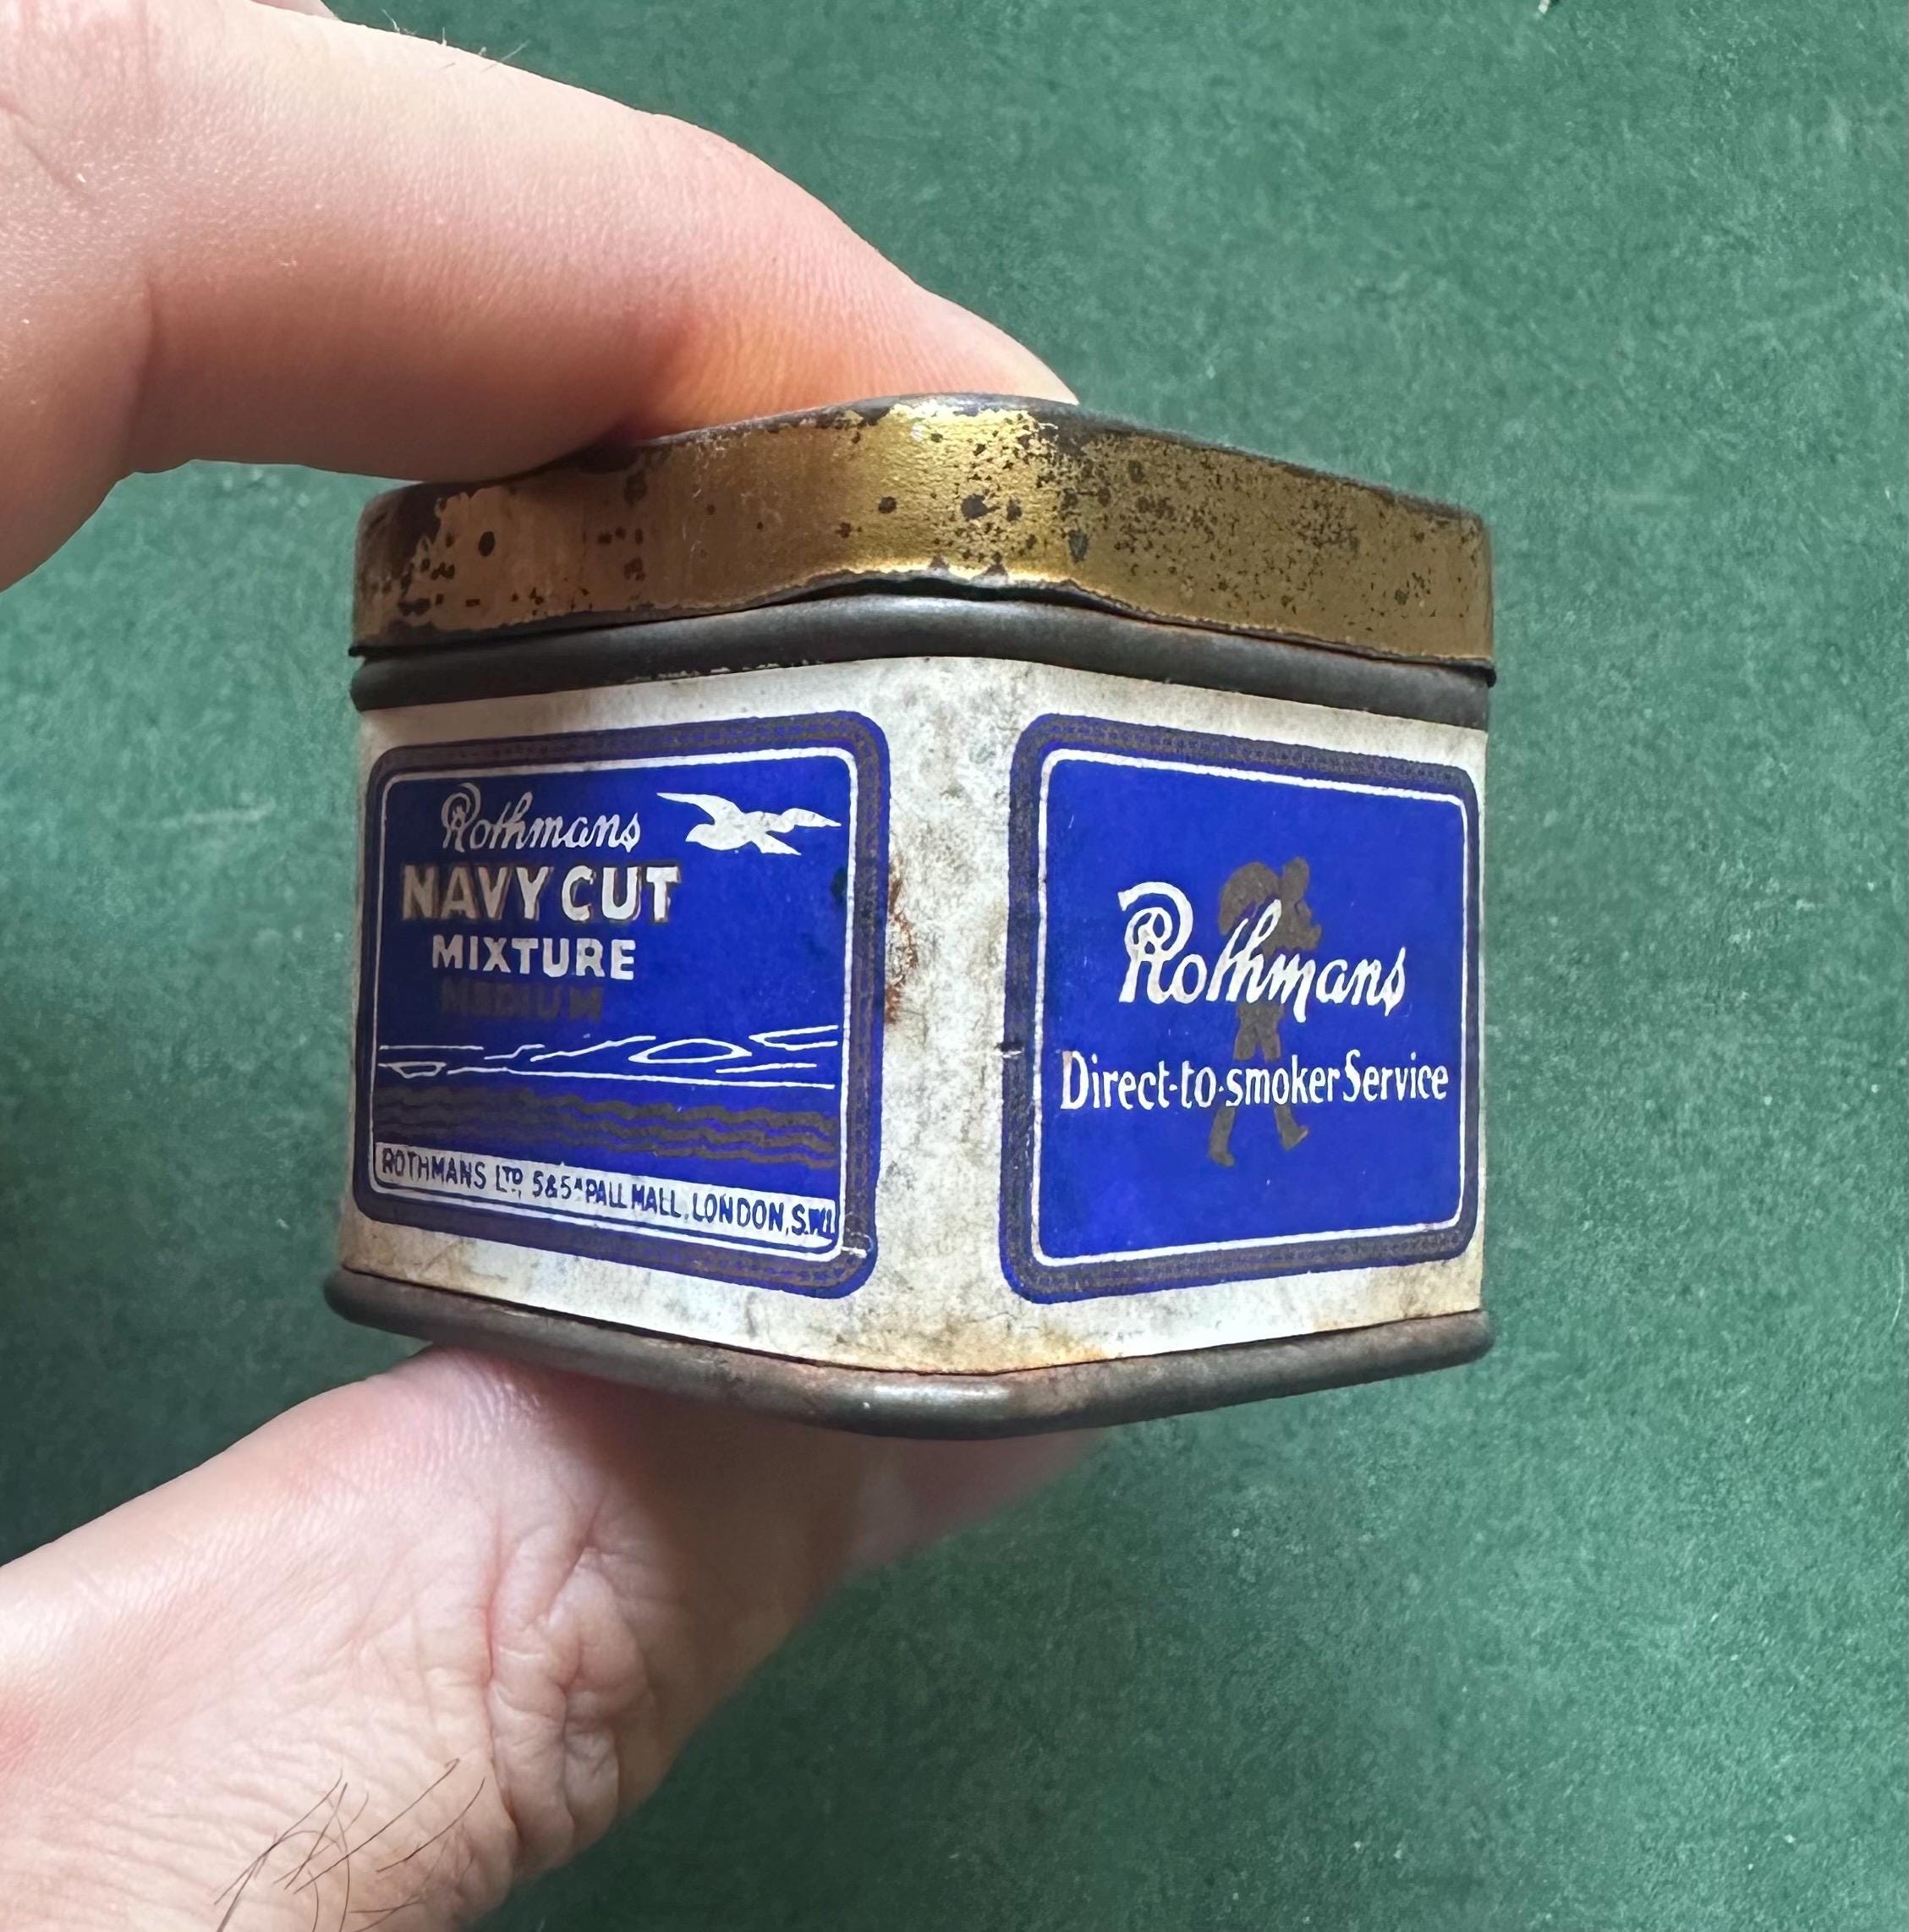 Rothmans
NAVY CUT
MIXTURE
MEDIUM
ROTHMANS LTD, 5&5A PALL MALL, LONDON, S.W.1
Rothmans
Direct-to-smoker Service